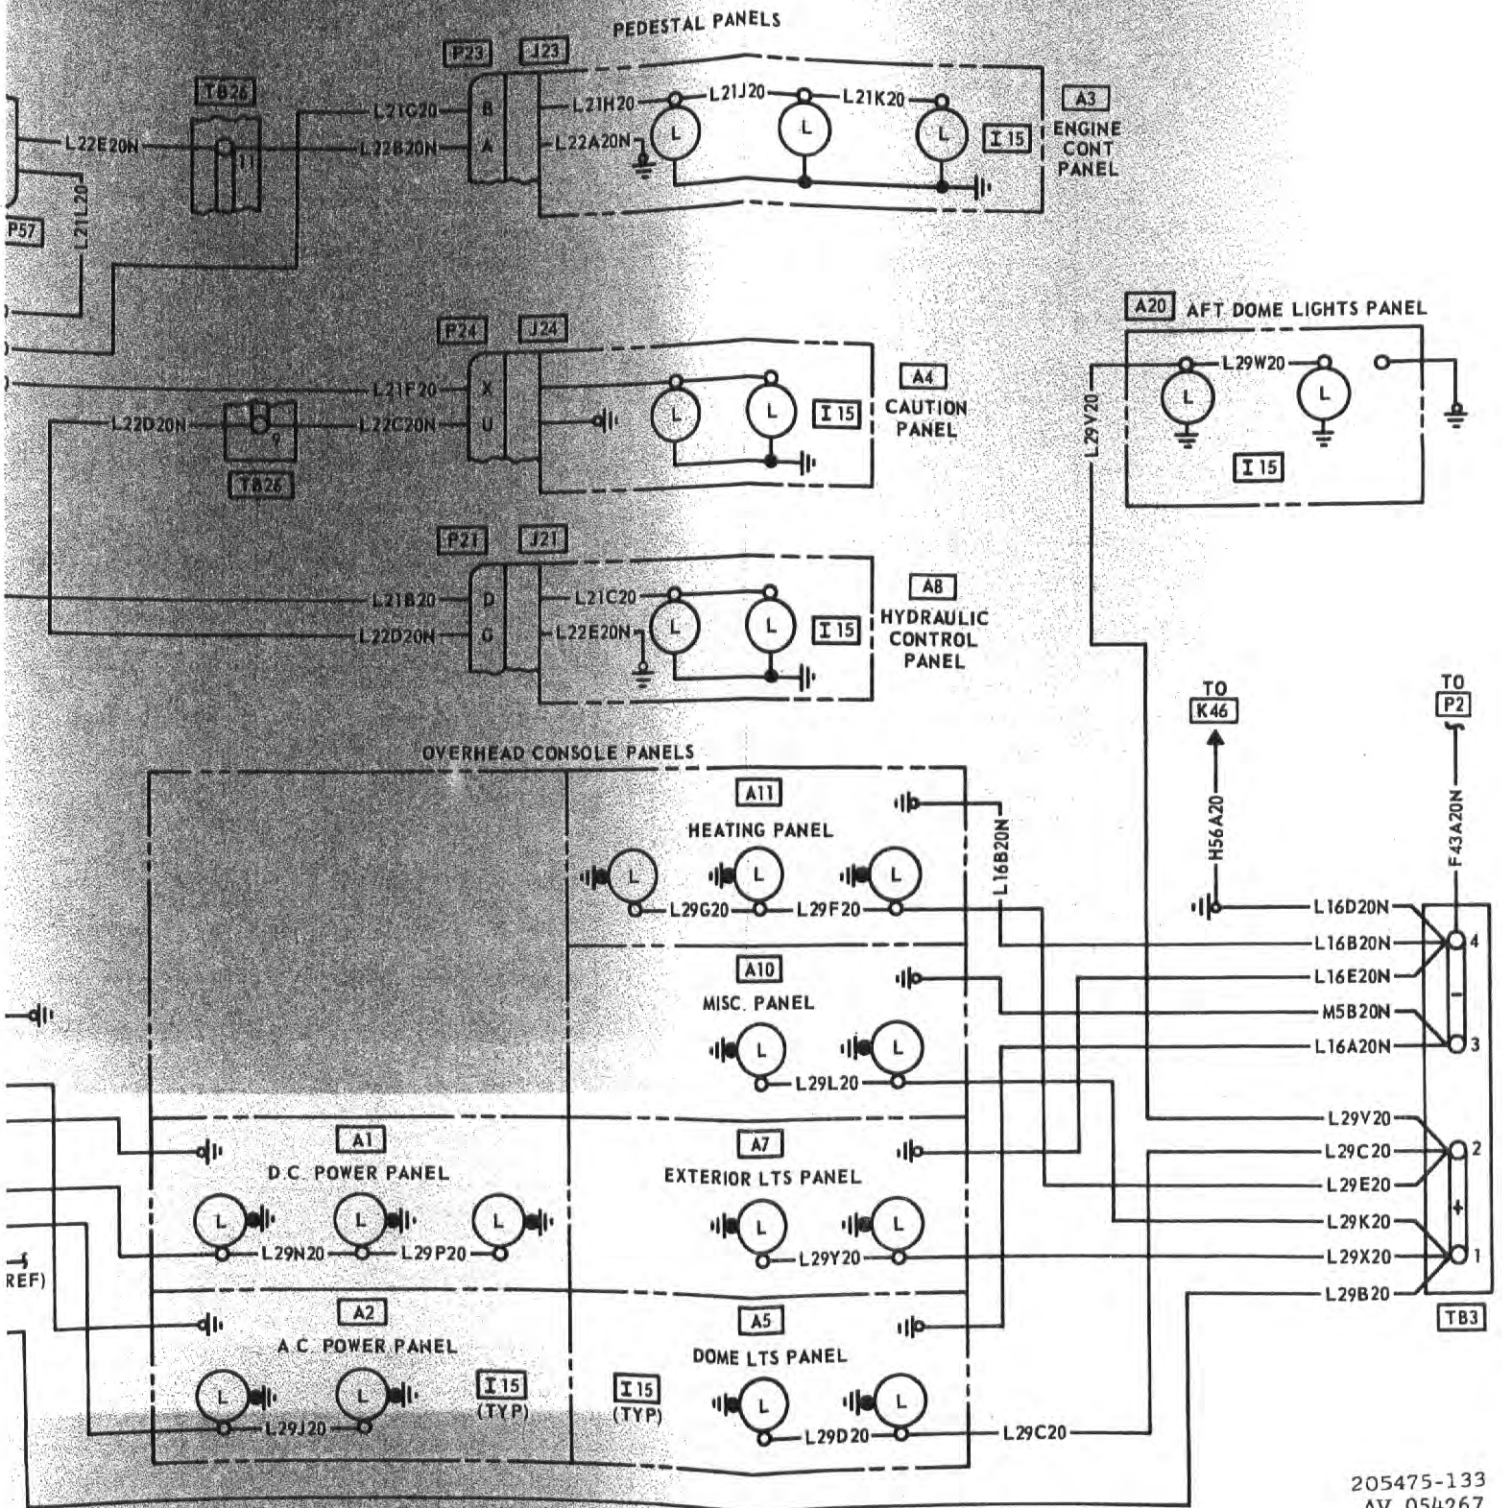 PEDESTAL PANELS
P23 J23
TB26
L21G20 B L21H20 L21J20 L21K20 A3
L L L I 15 ENGINE
CONT
PANEL
L22E20N 11 L22B20N A L22A20N
L21L20
P57
A20 AFT DOME LIGHTS PANEL
P24 J24
L29W20
L21F20 X A4
L L I 15 CAUTION
PANEL
L L
L22D20N 9 L22C20N U
L29V20
I 15
TB26
P21 J21
L21B20 D L21C20 A8
L L I 15 HYDRAULIC
CONTROL
PANEL
L22D20N G L22E20N
TO
K46
TO
P2
OVERHEAD CONSOLE PANELS
A11
HEATING PANEL
L16B20N
H56A20
F43A20N
L L L
L29G20 L29F20 L16D20N
L16B20N 4
A10
L16E20N
MISC. PANEL
M5B20N -
L16A20N 3
L L
L29L20
L29V20
A1 A7
L29C20 2
D.C. POWER PANEL EXTERIOR LTS PANEL
L29E20
L L L L L L29K20 +
L29N20 L29P20 L29Y20 L29X20 1
REF)
L29B20
A2 A5 TB3
A.C. POWER PANEL DOME LTS PANEL
L L I 15
(TYP) I 15
(TYP) L L
L29J20 L29D20 L29C20
205475-133
AV 054267